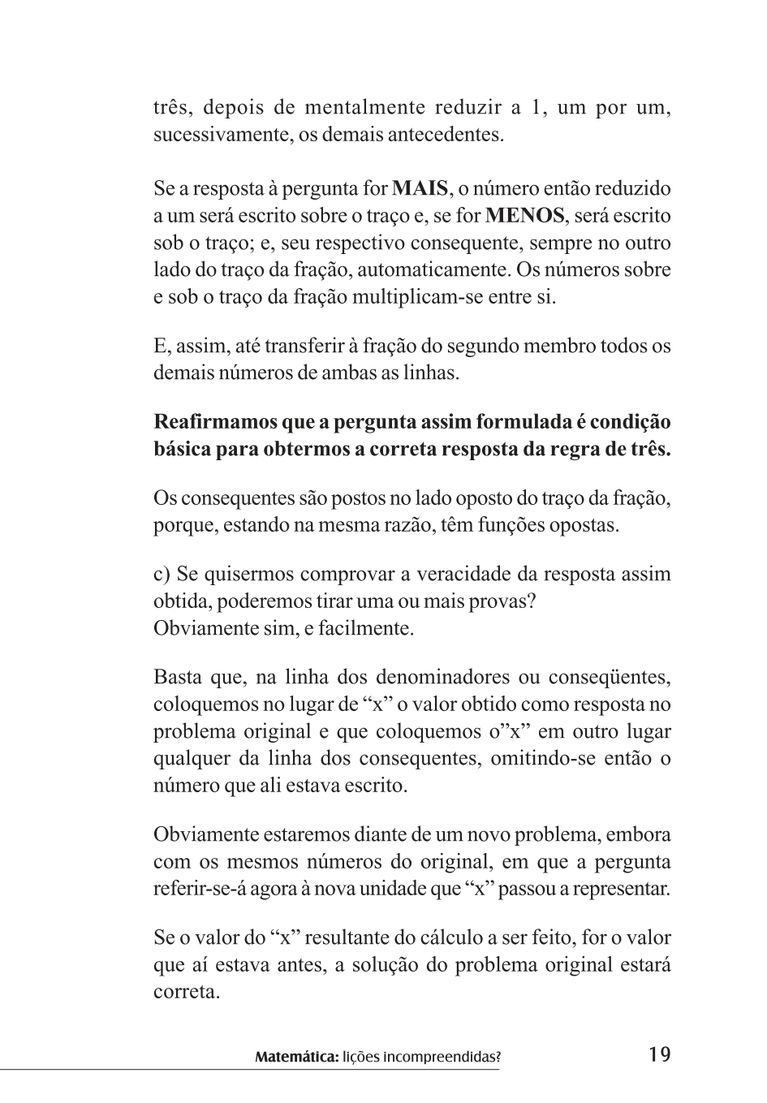 três, depois de mentalmente reduzir a 1, um por um,
sucessivamente, os demais antecedentes.
Se a resposta à pergunta for MAIS, o número então reduzido
a um será escrito sobre o traço e, se for MENOS, será escrito
sob o traço; e, seu respectivo consequente, sempre no outro
lado do traço da fração, automaticamente. Os números sobre
e sob o traço da fração multiplicam-se entre si.
E, assim, até transferir à fração do segundo membro todos os
demais números de ambas as linhas.
Reafirmamos que a pergunta assim formulada é condição
básica para obtermos a correta resposta da regra de três.
Os consequentes são postos no lado oposto do traço da fração,
porque, estando na mesma razão, têm funções opostas.
c) Se quisermos comprovar a veracidade da resposta assim
obtida, poderemos tirar uma ou mais provas?
Obviamente sim, e facilmente.
Basta que, na linha dos denominadores ou conseqüentes,
coloquemos no lugar de “x” o valor obtido como resposta no
problema original e que coloquemos o”x” em outro lugar
qualquer da linha dos consequentes, omitindo-se então o
número que ali estava escrito.
Obviamente estaremos diante de um novo problema, embora
com os mesmos números do original, em que a pergunta
referir-se-á agora à nova unidade que “x” passou a representar.
Se o valor do “x” resultante do cálculo a ser feito, for o valor
que aí estava antes, a solução do problema original estará
correta.
Matemática: lições incompreendidas? 19